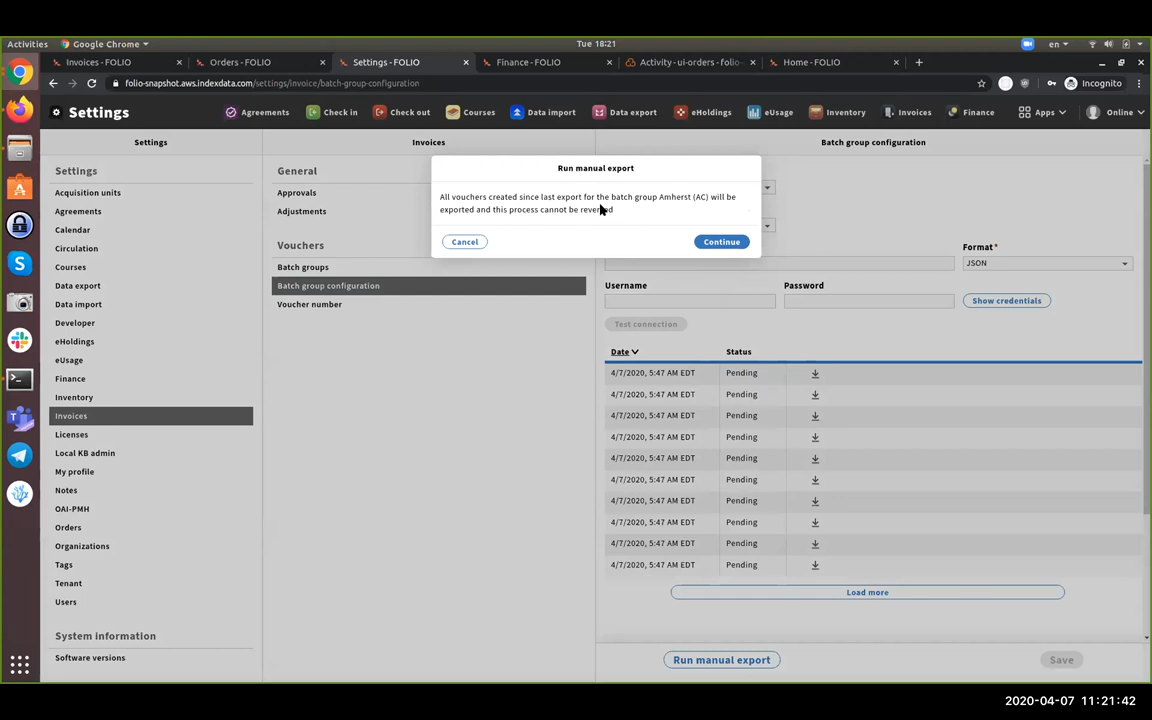 Activities
Google Chrome
Tue 18:21
en
Invoices - FOLIO
Orders - FOLIO
Settings - FOLIO
Finance - FOLIO
Activity - ui-orders - folio-
Home - FOLIO
folio-snapshot.aws.indexdata.com/settings/invoice/batch-group-configuration
Incognito
Settings
Agreements
Check in
Check out
Courses
Data import
Data export
eHoldings
eUsage
Inventory
Invoices
Finance
Apps
Online
Settings
Invoices
Batch group configuration
Settings
Acquisition units
Agreements
Calendar
Circulation
Courses
Data export
Data import
Developer
eHoldings
eUsage
Finance
Inventory
Invoices
Licenses
Local KB admin
My profile
Notes
OAI-PMH
Orders
Organizations
Tags
Tenant
Users
System information
Software versions
General
Approvals
Adjustments
Vouchers
Batch groups
Batch group configuration
Voucher number
Run manual export
All vouchers created since last export for the batch group Amherst (AC) will be
exported and this process cannot be
Cancel
Continue
Format*
JSON
Username
Password
Show credentials
Test connection
Date
Status
4/7/2020, 5:47 AM EDT Pending
4/7/2020, 5:47 AM EDT Pending
4/7/2020, 5:47 AM EDT Pending
4/7/2020, 5:47 AM EDT Pending
4/7/2020, 5:47 AM EDT Pending
4/7/2020, 5:47 AM EDT Pending
4/7/2020, 5:47 AM EDT Pending
4/7/2020, 5:47 AM EDT Pending
4/7/2020, 5:47 AM EDT Pending
4/7/2020, 5:47 AM EDT Pending
Load more
Run manual export
Save
2020-04-07 11:21:42